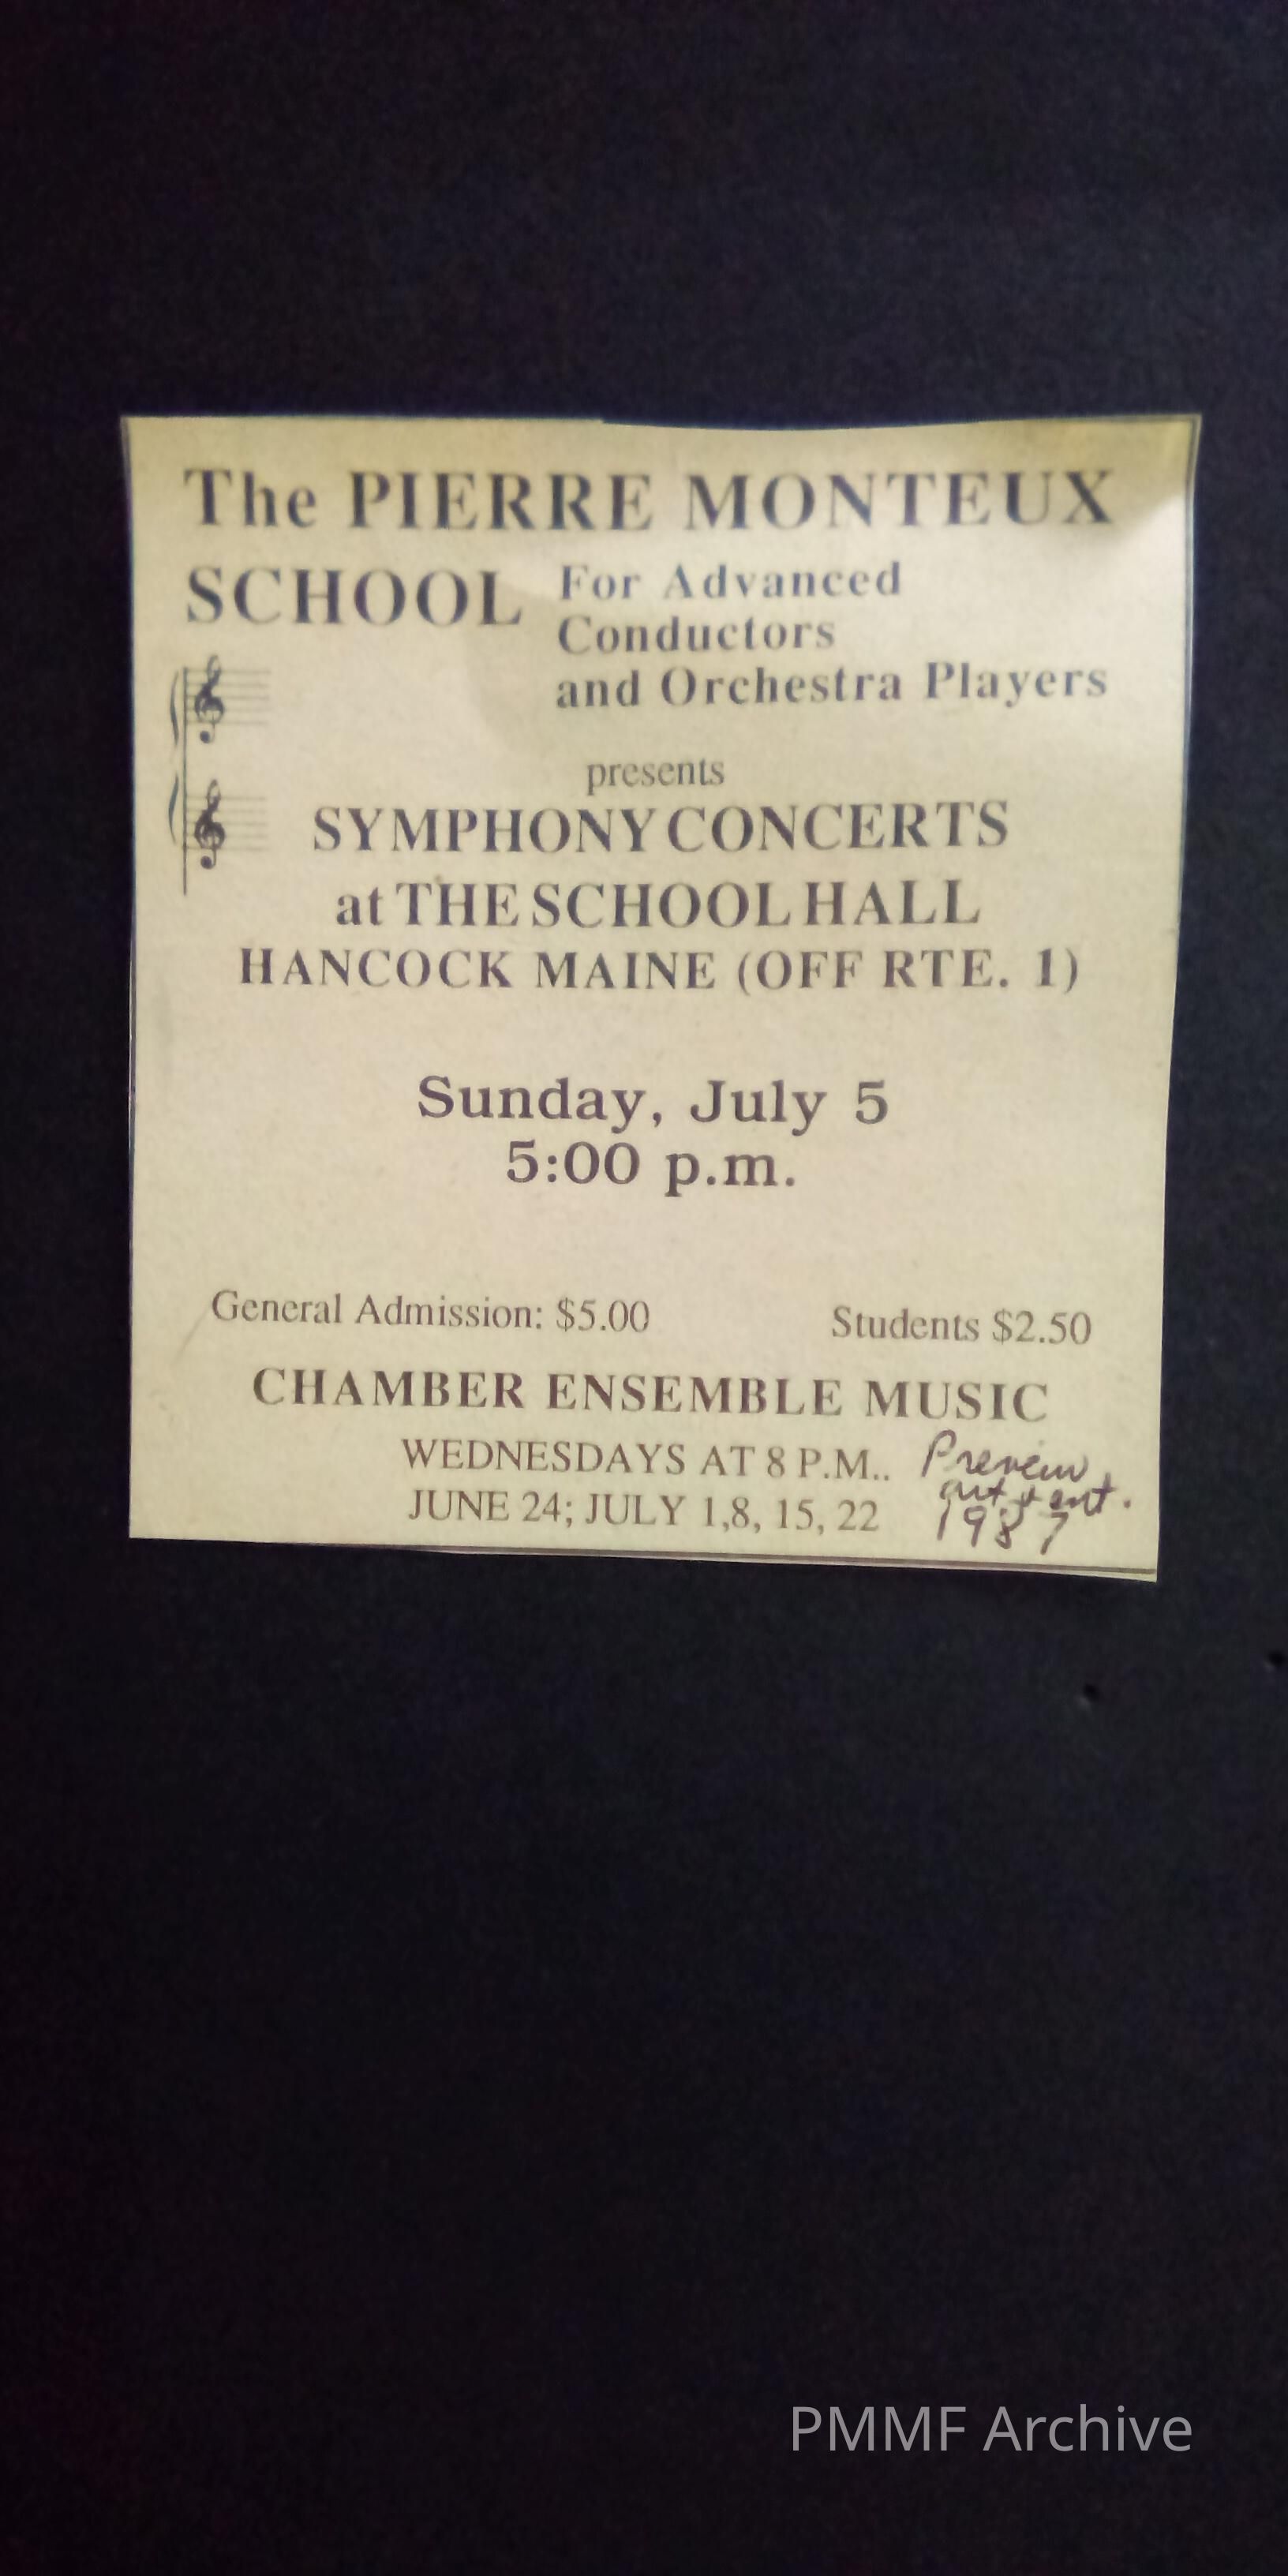 The PIERRE MONTEUX
SCHOOL
For Advanced
Conductors
and Orchestra Players
presents
SYMPHONY CONCERTS
at THE SCHOOL HALL
HANCOCK MAINE (OFF RTE. 1)
Sunday, July 5
5:00 p.m.
General Admission: $5.00 Students $2.50
CHAMBER ENSEMBLE MUSIC
WEDNESDAYS AT 8 P.M..
JUNE 24; JULY 1,8, 15, 22
Preview
1987
PMMF Archive